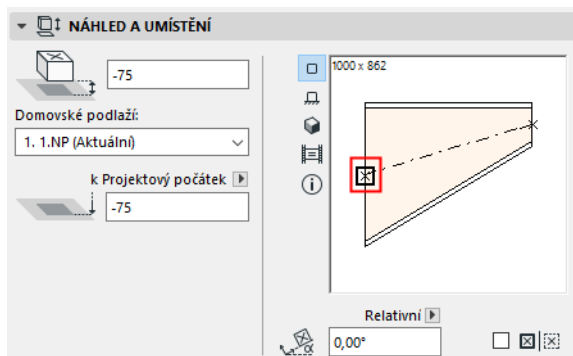 NÁHLED A UMÍSTĚNÍ
-75
Domovské podlaží:
1. 1.NP (Aktuální)
k Projektový počátek
-75
1000 x 862
Relativní
α
0,00°